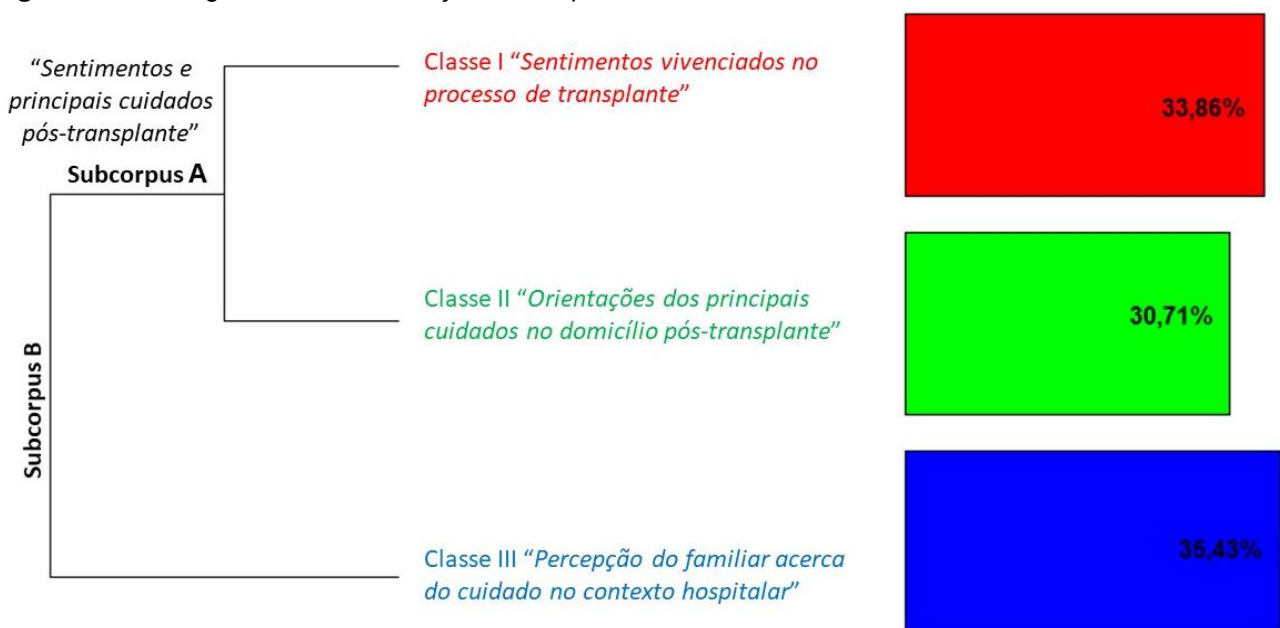 “Sentimentos e
principais cuidados
pós-transplante”
Subcorpus A
Subcorpus B
Classe I “Sentimentos vivenciados no
processo de transplante”
33,86%
Classe II “Orientações dos principais
cuidados no domicílio pós-transplante”
30,71%
Classe III “Percepção do familiar acerca
do cuidado no contexto hospitalar”
35,43%